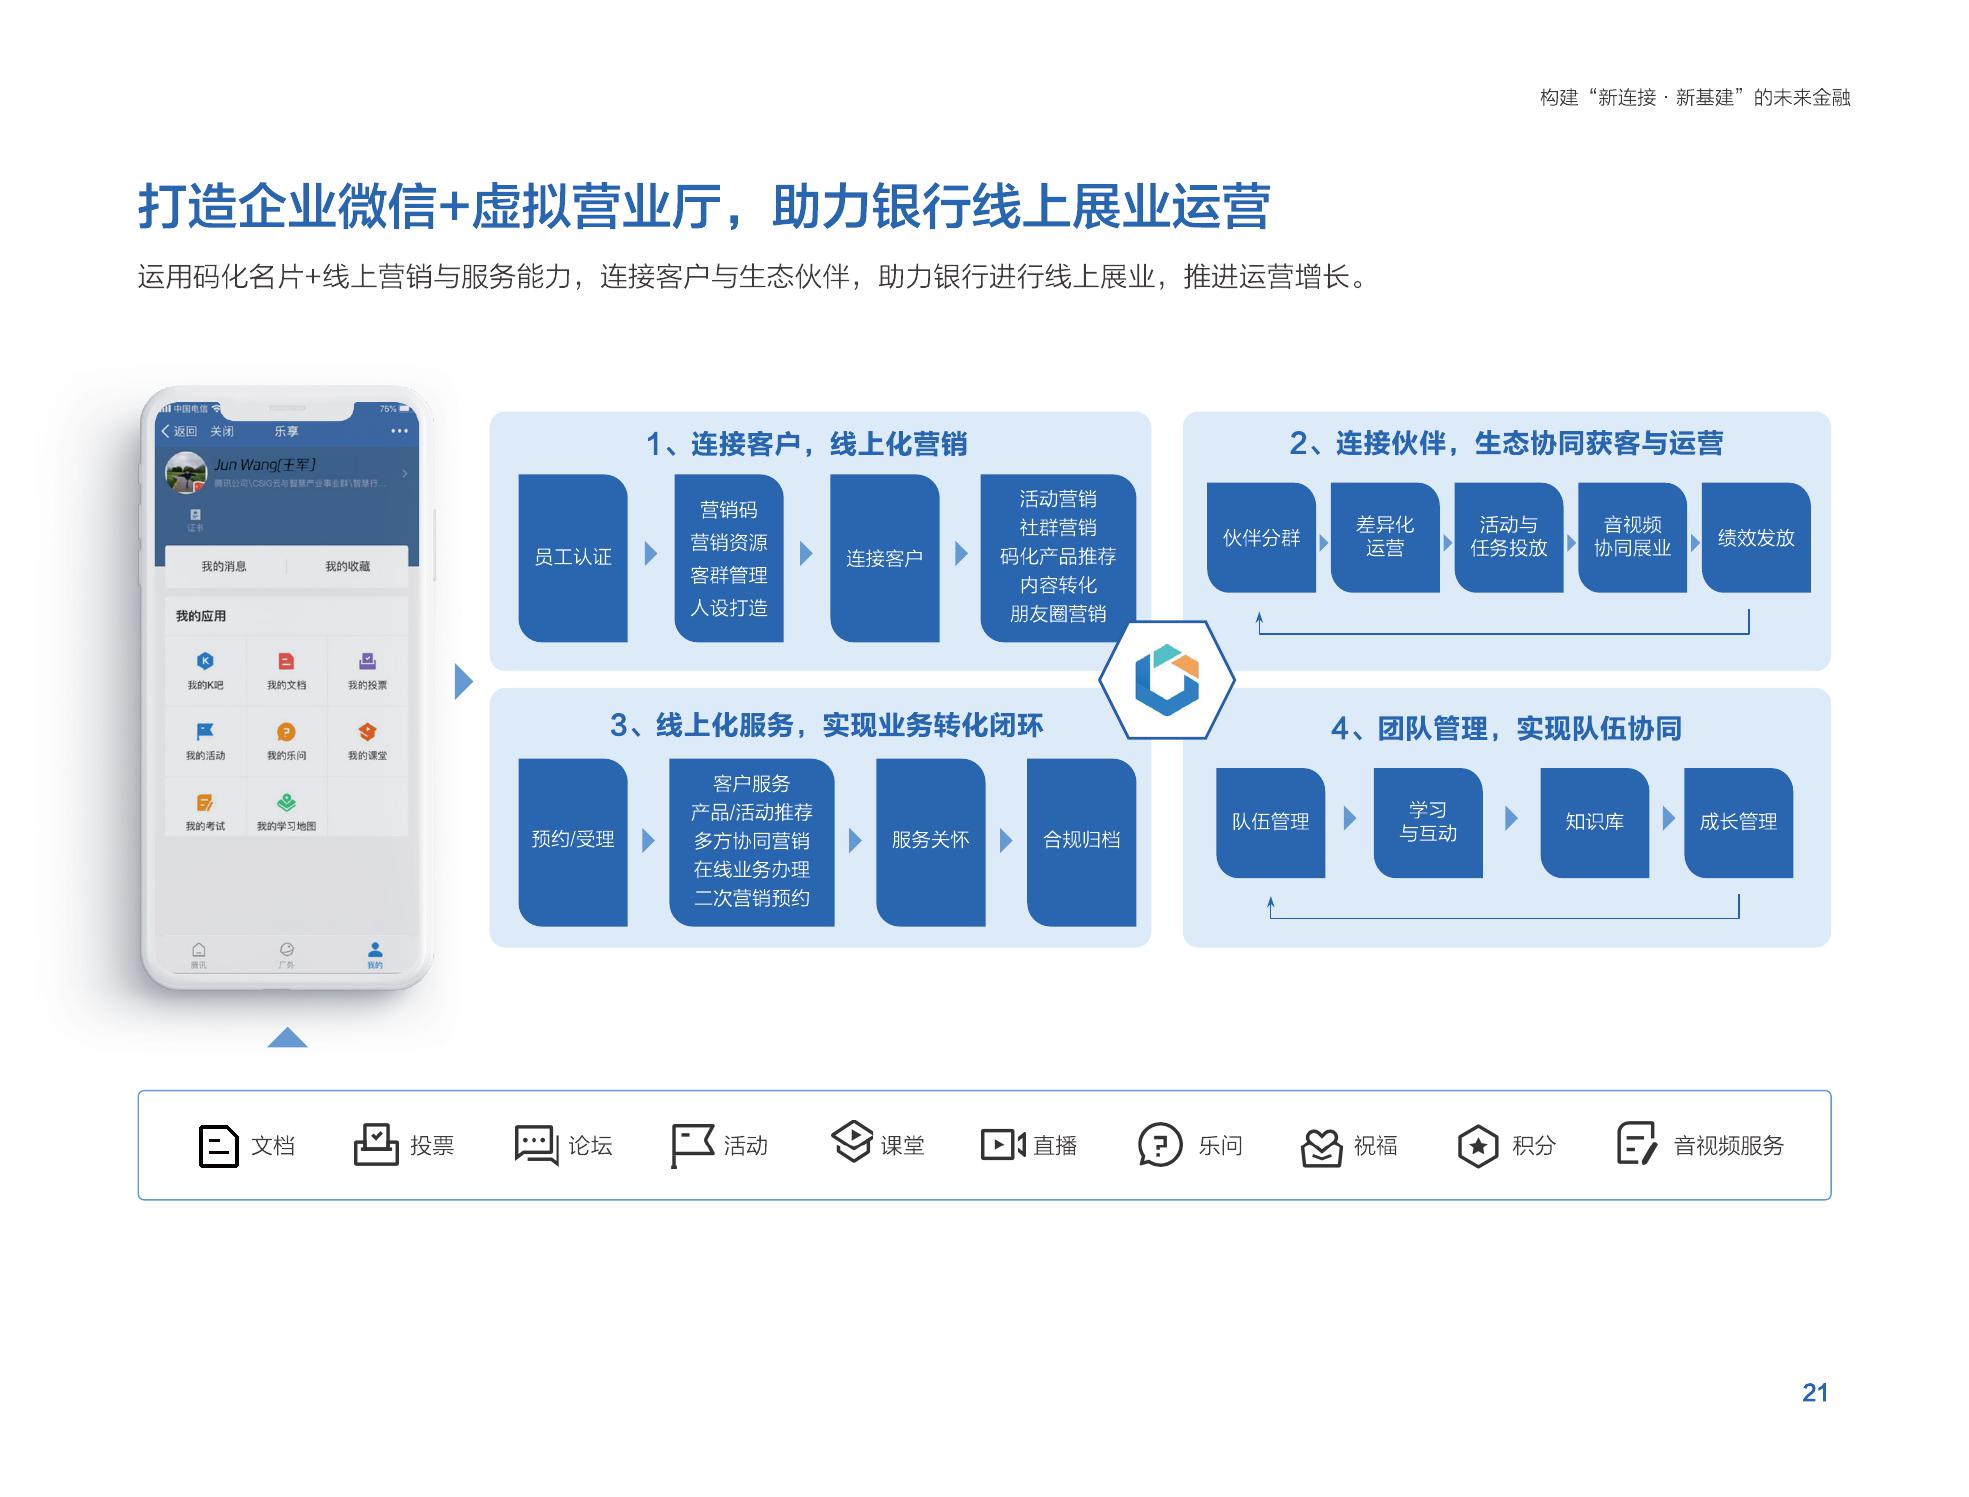 构建“新连接·新基建”的未来金融
打造企业微信+虚拟营业厅，助力银行线上展业运营
运用码化名片+线上营销与服务能力，连接客户与生态伙伴，助力银行进行线上展业，推进运营增长。
中国电信
75%
返回 关闭 乐享
Jun Wang[王军]
腾讯公司\CSIG云与智慧产业事业群\智慧行...
证书
我的消息 我的收藏
我的应用
我的K吧 我的文档 我的投票
我的活动 我的乐问 我的课堂
我的考试 我的学习地图
腾讯 广外 我的
1、连接客户，线上化营销
员工认证
营销码
营销资源
客群管理
人设打造
连接客户
活动营销
社群营销
码化产品推荐
内容转化
朋友圈营销
2、连接伙伴，生态协同获客与运营
伙伴分群
差异化
运营
活动与
任务投放
音视频
协同展业
绩效发放
3、线上化服务，实现业务转化闭环
预约/受理
客户服务
产品/活动推荐
多方协同营销
在线业务办理
二次营销预约
服务关怀
合规归档
4、团队管理，实现队伍协同
队伍管理
学习
与互动
知识库
成长管理
文档 投票 论坛 活动 课堂 直播 乐问 祝福 积分 音视频服务
21